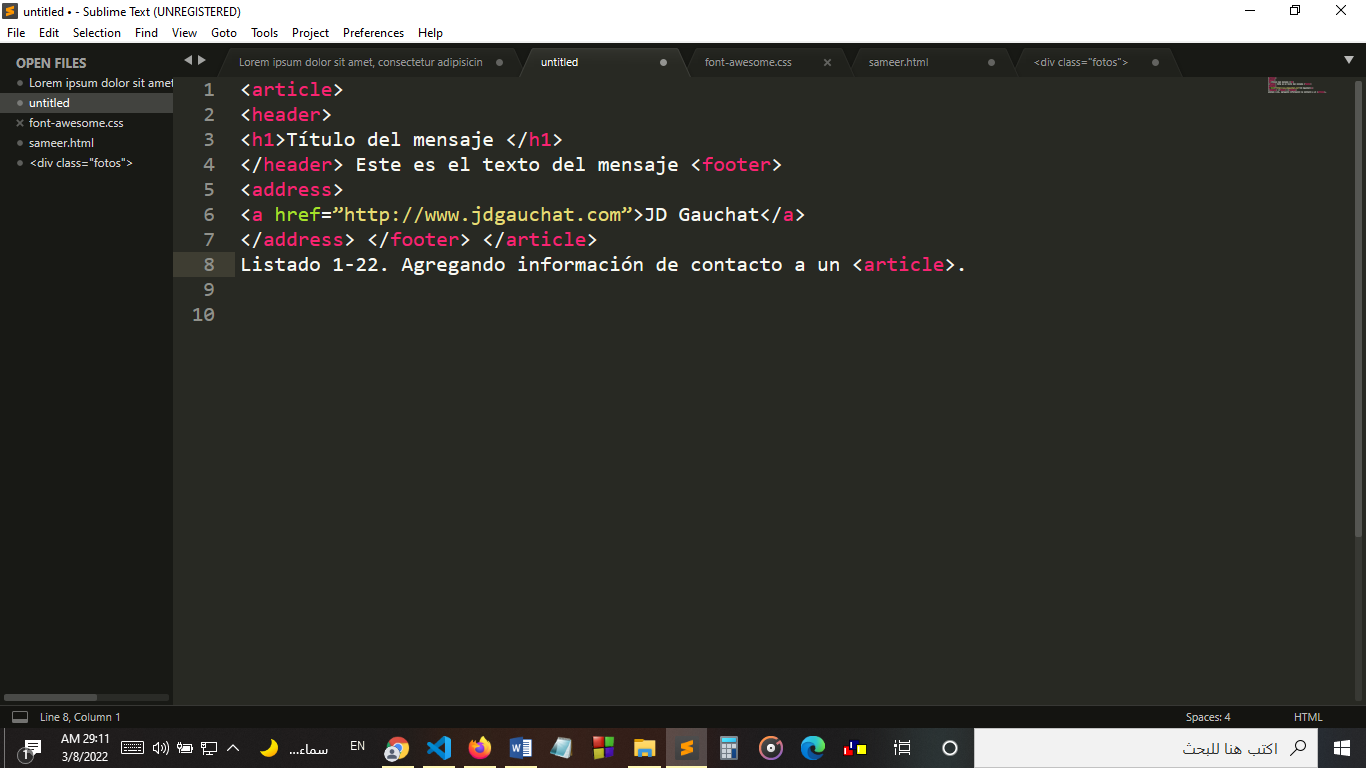 untitled • - Sublime Text (UNREGISTERED)
File Edit Selection Find View Goto Tools Project Preferences Help
OPEN FILES
Lorem ipsum dolor sit amet
untitled
font-awesome.css
sameer.html
<div class="fotos">
Lorem ipsum dolor sit amet, consectetur adipisicin
untitled
font-awesome.css
sameer.html
<div class="fotos">
1 <article>
2 <header>
3 <h1>Título del mensaje </h1>
4 </header> Este es el texto del mensaje <footer>
5 <address>
6 <a href=”http://www.jdgauchat.com”>JD Gauchat</a>
7 </address> </footer> </article>
8 Listado 1-22. Agregando información de contacto a un <article>.
9
10
Line 8, Column 1
Spaces: 4
HTML
1
AM 29:11
3/8/2022
سماء...
EN
اكتب هنا للبحث